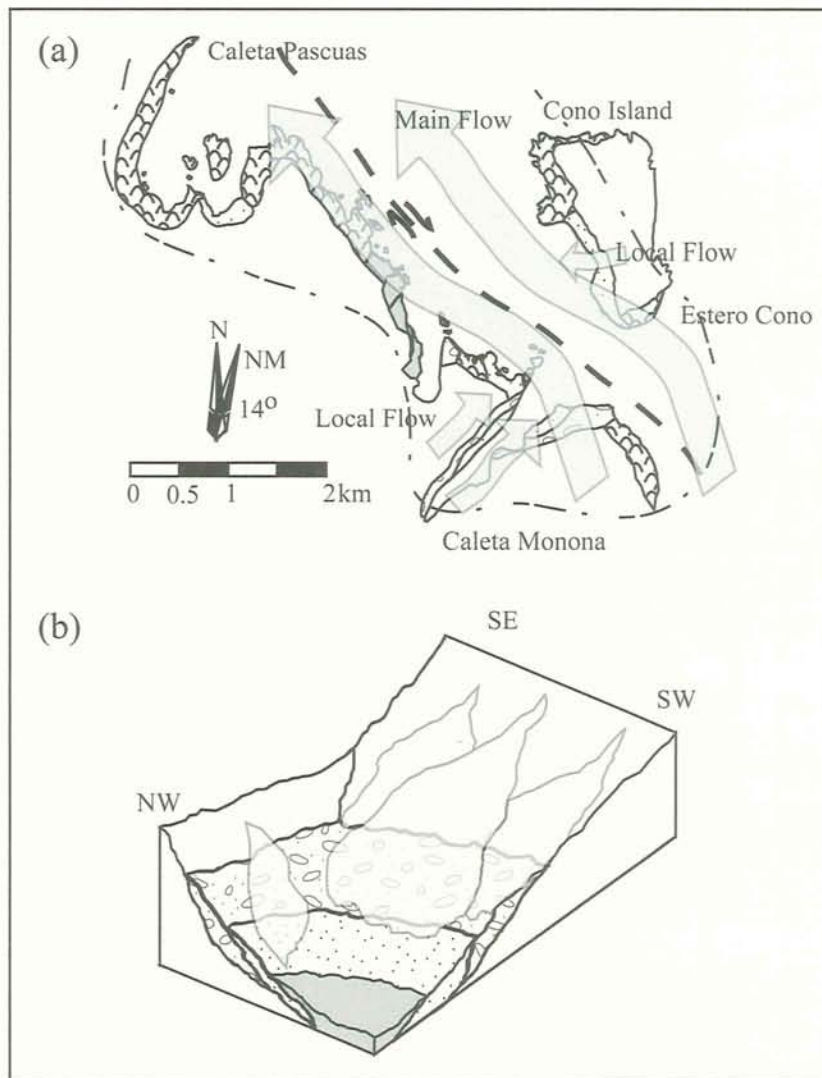 (a)
Caleta Pascuas
Main Flow
Cono Island
Local Flow
Estero Cono
N
NM
14o
Local Flow
0 0.5 1 2km
Caleta Monona
(b)
SE
SW
NW